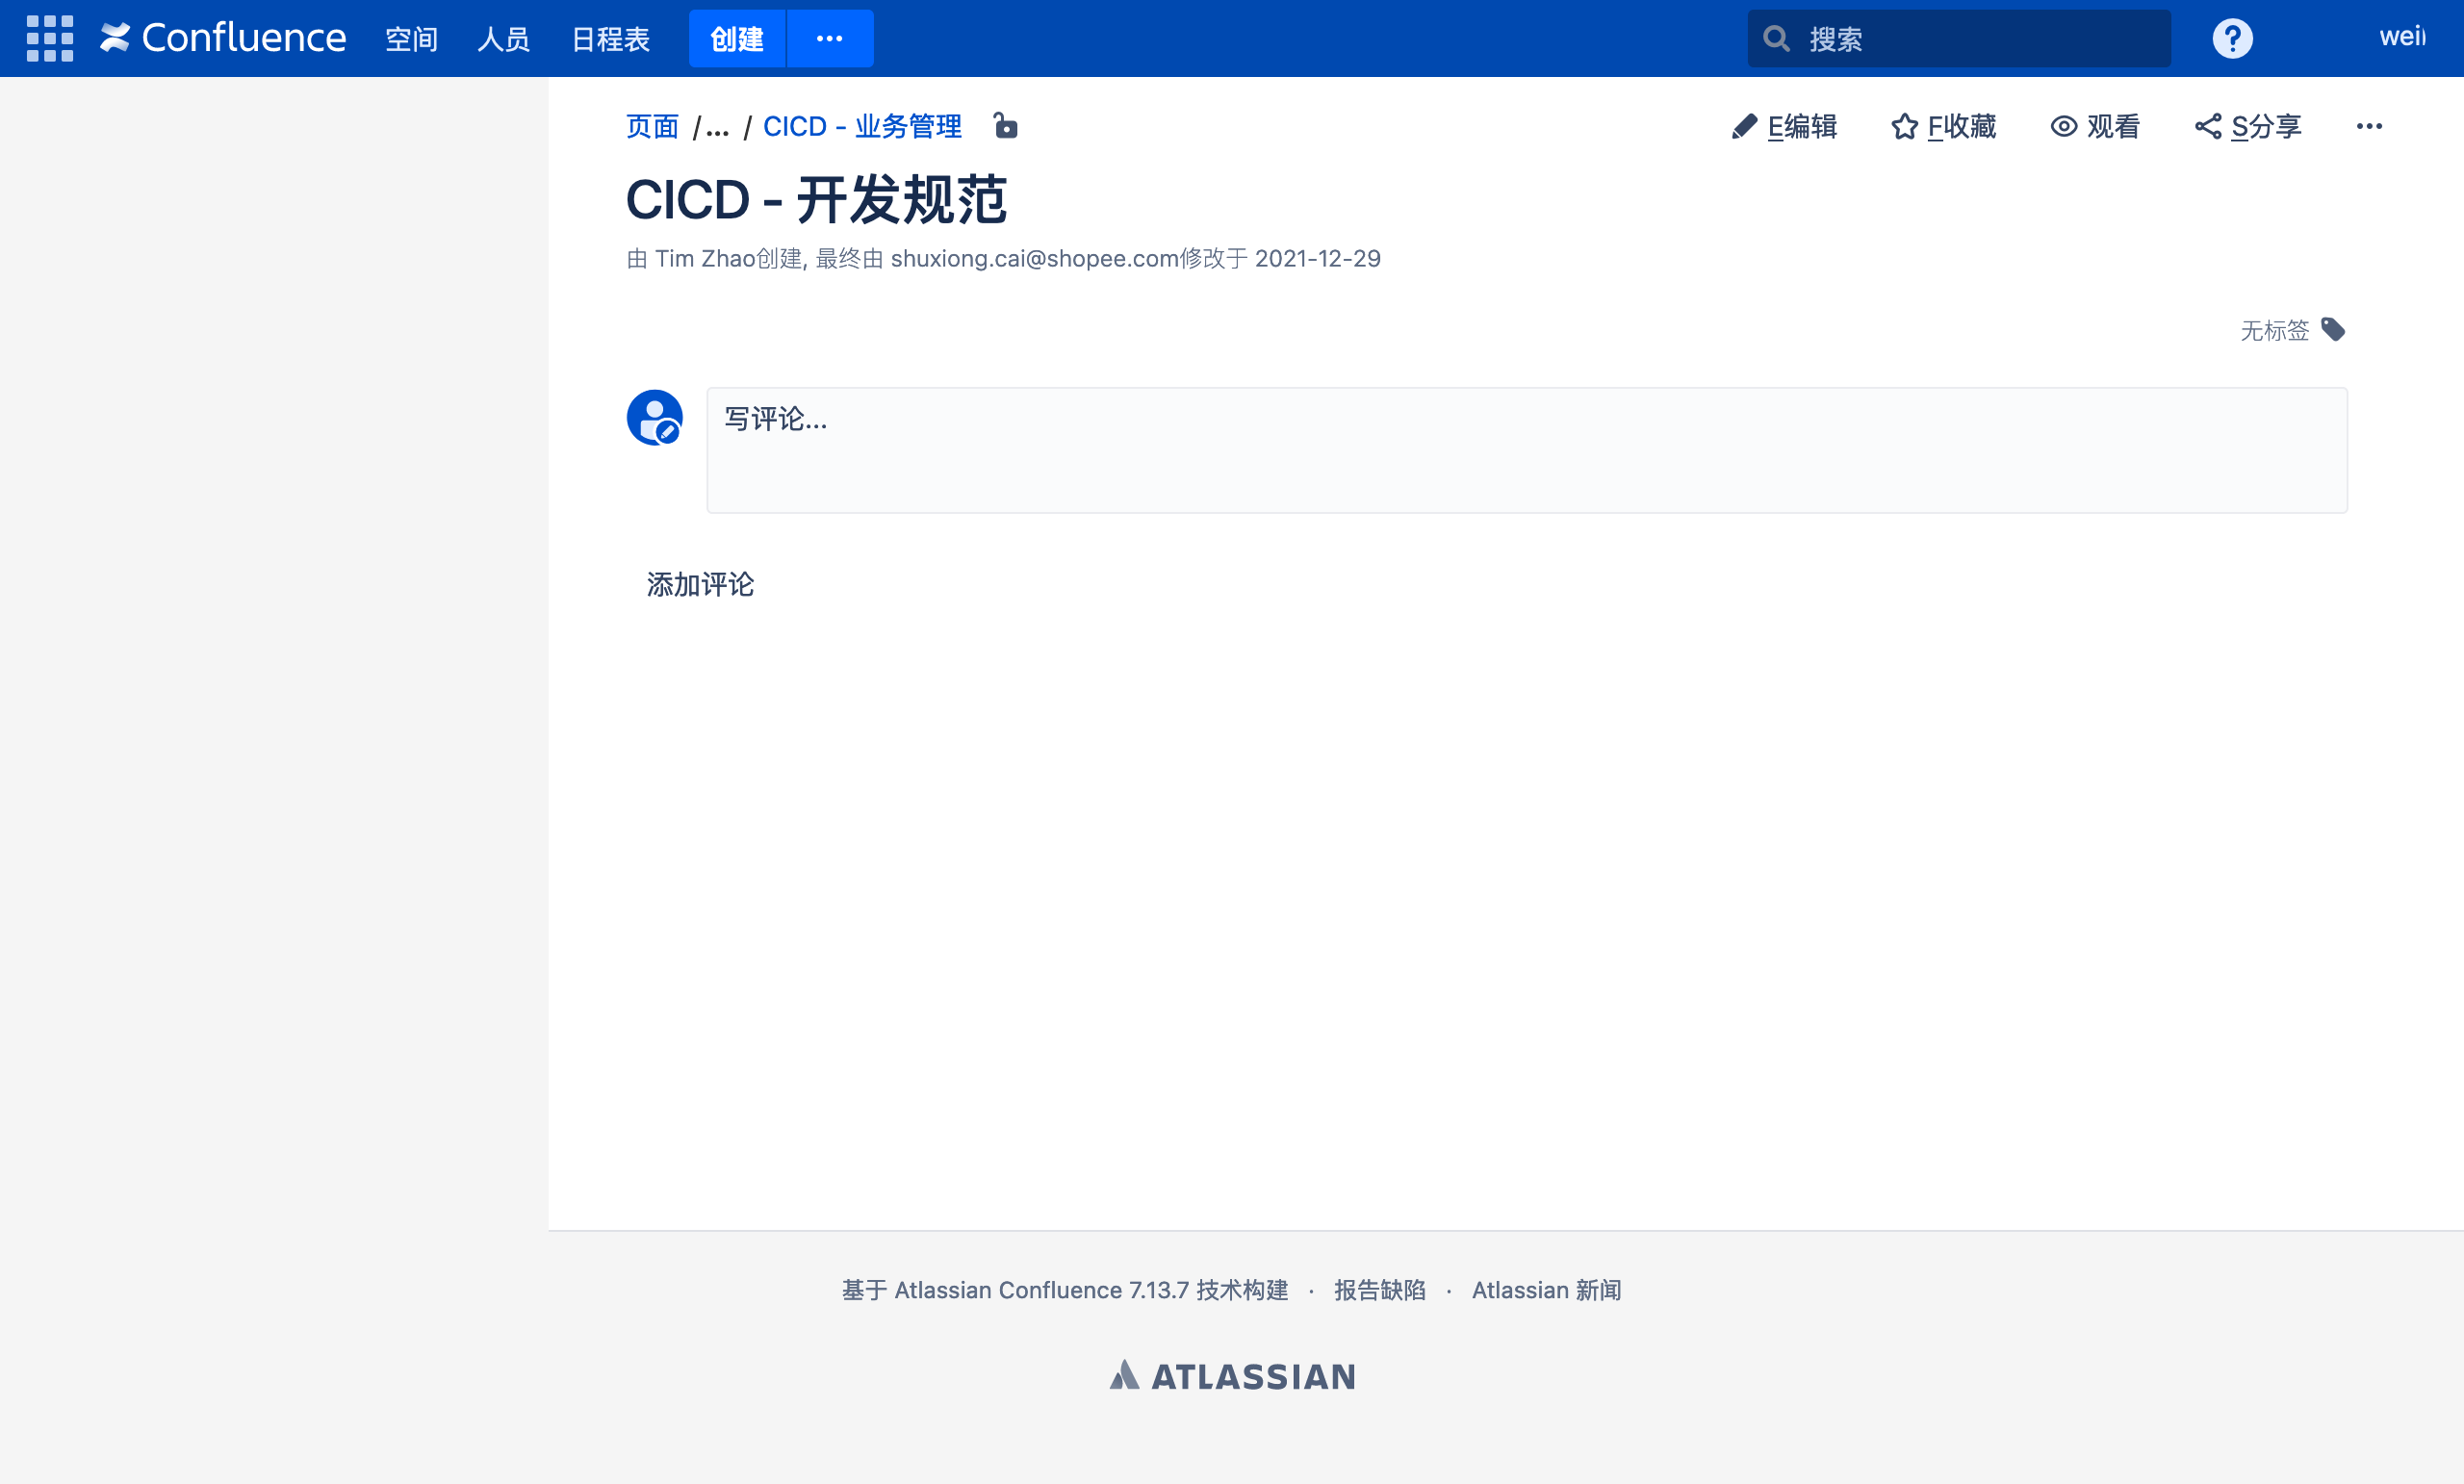 Confluence 空间 人员 日程表 创建 ··· 搜索 ? wei
页面 /... / CICD - 业务管理 E编辑 F收藏 观看 S分享 ···
CICD - 开发规范
由 Tim Zhao创建, 最终由 shuxiong.cai@shopee.com修改于 2021-12-29
无标签
写评论...
添加评论
基于 Atlassian Confluence 7.13.7 技术构建 · 报告缺陷 · Atlassian 新闻
ATLASSIAN